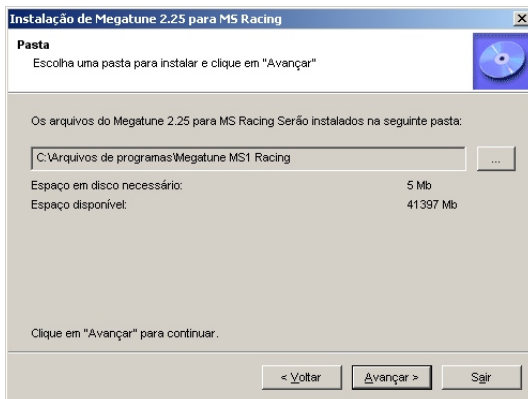 Instalação de Megatune 2.25 para MS Racing
Pasta
Escolha uma pasta para instalar e clique em "Avançar"
Os arquivos do Megatune 2.25 para MS Racing Serão instalados na seguinte pasta:
C:\Arquivos de programas\Megatune MS1 Racing
...
Espaço em disco necessário: 5 Mb
Espaço disponível: 41397 Mb
Clique em "Avançar" para continuar.
< Voltar Avançar > Sair